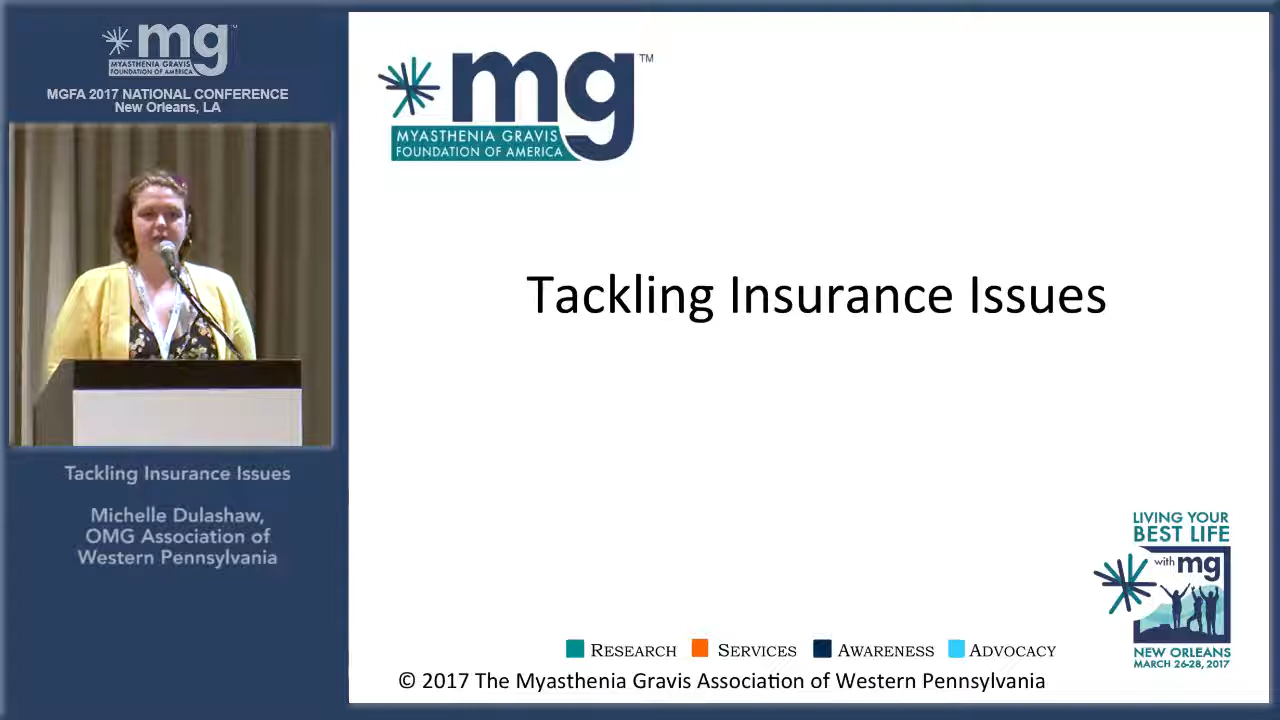 mg
MYASTHENIA GRAVIS
FOUNDATION OF AMERICA
MGFA 2017 NATIONAL CONFERENCE
New Orleans, LA
Tackling Insurance Issues
Michelle Dulashaw,
OMG Association of
Western Pennsylvania
mg™
MYASTHENIA GRAVIS
FOUNDATION OF AMERICA
Tackling Insurance Issues
LIVING YOUR
BEST LIFE
with mg
NEW ORLEANS
MARCH 26-28, 2017
RESEARCH SERVICES AWARENESS ADVOCACY
© 2017 The Myasthenia Gravis Association of Western Pennsylvania